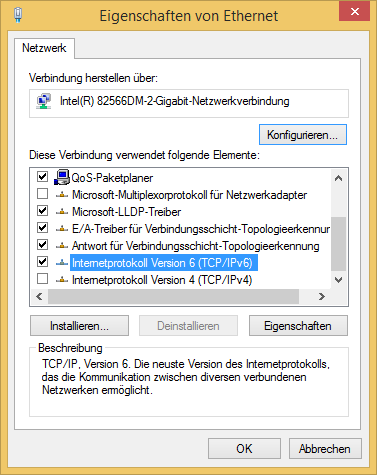 Eigenschaften von Ethernet
Netzwerk
Verbindung herstellen über:
Intel(R) 82566DM-2-Gigabit-Netzwerkverbindung
Konfigurieren...
Diese Verbindung verwendet folgende Elemente:
QoS-Paketplaner
Microsoft-Multiplexorprotokoll für Netzwerkadapter
Microsoft-LLDP-Treiber
E/A-Treiber für Verbindungsschicht-Topologieerkennun
Antwort für Verbindungsschicht-Topologieerkennung
Internetprotokoll Version 6 (TCP/IPv6)
Internetprotokoll Version 4 (TCP/IPv4)
Installieren...
Deinstallieren
Eigenschaften
Beschreibung
TCP/IP, Version 6. Die neuste Version des Internetprotokolls,
das die Kommunikation zwischen diversen verbundenen
Netzwerken ermöglicht.
OK
Abbrechen